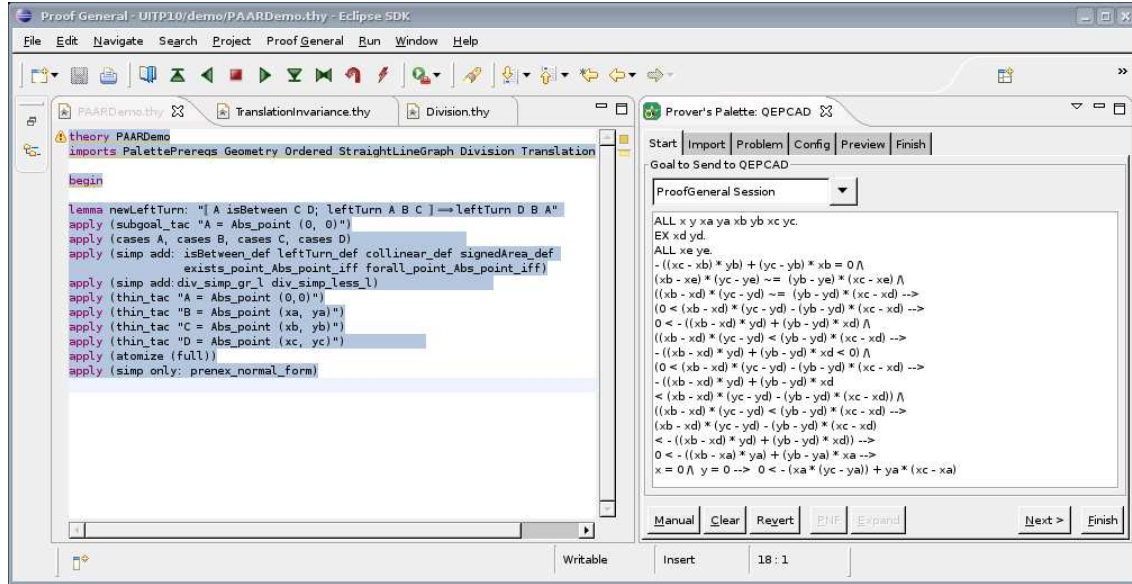 Proof General - UITP10/demo/PAARDemo.thy - Eclipse SDK
File Edit Navigate Search Project Proof General Run Window Help
PAARDemo.thy TranslationInvariance.thy Division.thy
theory PAARDemo
imports PalettePrereqs Geometry Ordered StraightLineGraph Division Translation
begin
lemma newLeftTurn: "⟦ A isBetween C D; leftTurn A B C ⟧ ⟹ leftTurn D B A"
apply (subgoal_tac "A = Abs_point (0, 0)")
apply (cases A, cases B, cases C, cases D)
apply (simp add: isBetween_def leftTurn_def collinear_def signedArea_def
exists_point_Abs_point_iff forall_point_Abs_point_iff)
apply (simp add:div_simp_gr_l div_simp_less_l)
apply (thin_tac "A = Abs_point (0,0)")
apply (thin_tac "B = Abs_point (xa, ya)")
apply (thin_tac "C = Abs_point (xb, yb)")
apply (thin_tac "D = Abs_point (xc, yc)")
apply (atomize (full))
apply (simp only: prenex_normal_form)
Prover's Palette: QEPCAD
Start Import Problem Config Preview Finish
Goal to Send to QEPCAD
ProofGeneral Session
ALL x y xa ya xb yb xc yc.
EX xd yd.
ALL xe ye.
- ((xc - xb) * yb) + (yc - yb) * xb = 0 /\
(xb - xe) * (yc - ye) ~= (yb - ye) * (xc - xe) /\
((xb - xd) * (yc - yd) ~= (yb - yd) * (xc - xd) -->
(0 < (xb - xd) * (yc - yd) - (yb - yd) * (xc - xd) -->
0 < - ((xb - xd) * yd) + (yb - yd) * xd) /\
((xb - xd) * (yc - yd) < (yb - yd) * (xc - xd) -->
- ((xb - xd) * yd) + (yb - yd) * xd < 0) /\
(0 < (xb - xd) * (yc - yd) - (yb - yd) * (xc - xd) -->
- ((xb - xd) * yd) + (yb - yd) * xd
< (xb - xd) * (yc - yd) - (yb - yd) * (xc - xd)) /\
((xb - xd) * (yc - yd) < (yb - yd) * (xc - xd) -->
(xb - xd) * (yc - yd) - (yb - yd) * (xc - xd)
< - ((xb - xd) * yd) + (yb - yd) * xd)) -->
0 < - ((xb - xa) * ya) + (yb - ya) * xa -->
x = 0 /\ y = 0 --> 0 < - (xa * (yc - ya)) + ya * (xc - xa)
Manual Clear Revert PNF Expand Next > Finish
Writable Insert 18 : 1